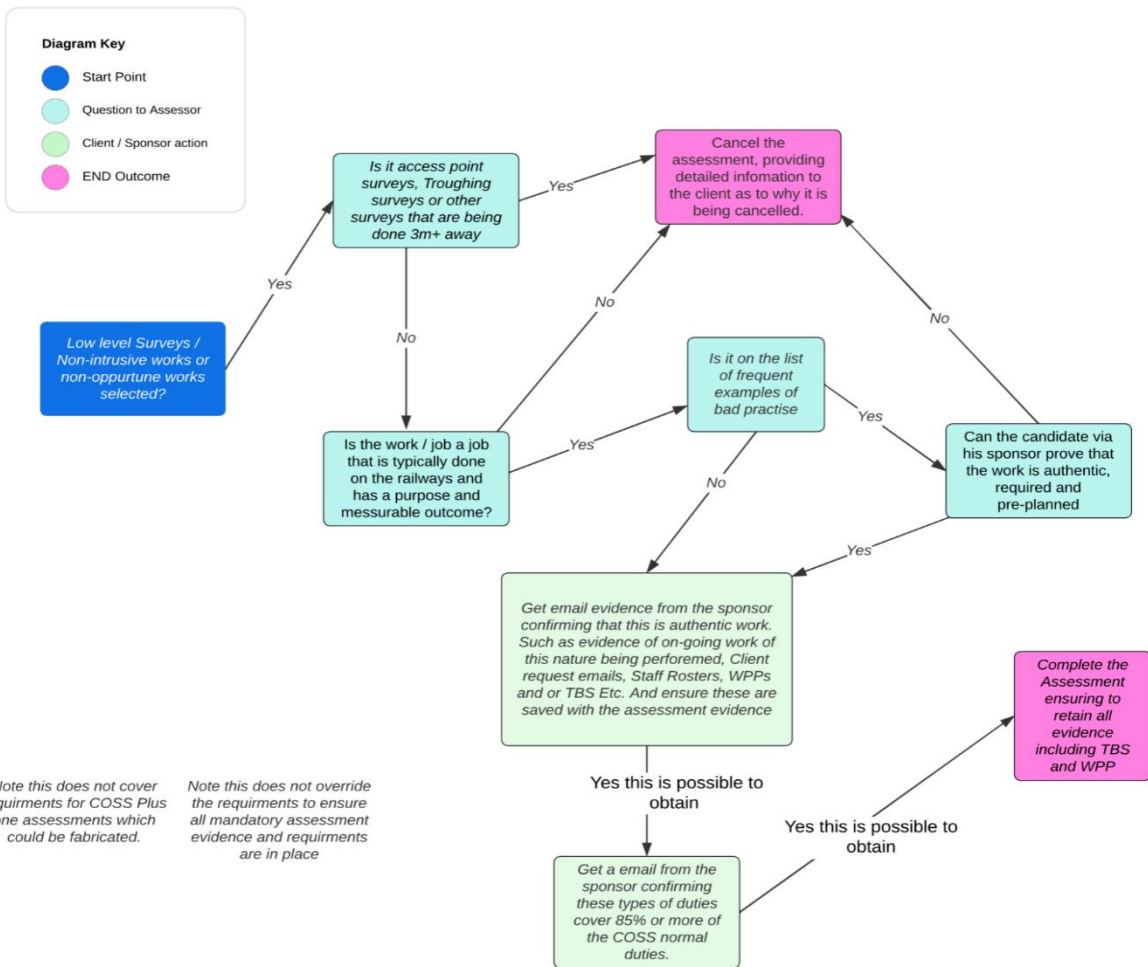 Diagram Key
Start Point
Question to Assessor
Client / Sponsor action
END Outcome
Is it access point
surveys, Troughing
surveys or other
surveys that are being
done 3m+ away
Yes
Cancel the
assessment, providing
detailed infomation to
the client as to why it is
being cancelled.
Yes
No
No
No
Low level Surveys /
Non-intrusive works or
non-oppurtune works
selected?
Is it on the list
of frequent
examples of
bad practise
Yes
Yes
Is the work / job a job
that is typically done
on the railways and
has a purpose and
messurable outcome?
Can the candidate via
his sponsor prove that
the work is authentic,
required and
pre-planned
No
Yes
Get email evidence from the sponsor
confirming that this is authentic work.
Such as evidence of on-going work of
this nature being perforemed, Client
request emails, Staff Rosters, WPPs
and or TBS Etc. And ensure these are
saved with the assessment evidence
Complete the
Assessment
ensuring to
retain all
evidence
including TBS
and WPP
Yes this is possible to
obtain
Yes this is possible to
obtain
this does not cover
for COSS Plus
assessments which
could be fabricated.
Note this does not override
the requirments to ensure
all mandatory assessment
evidence and requirments
are in place
Get a email from the
sponsor confirming
these types of duties
cover 85% or more of
the COSS normal
duties.